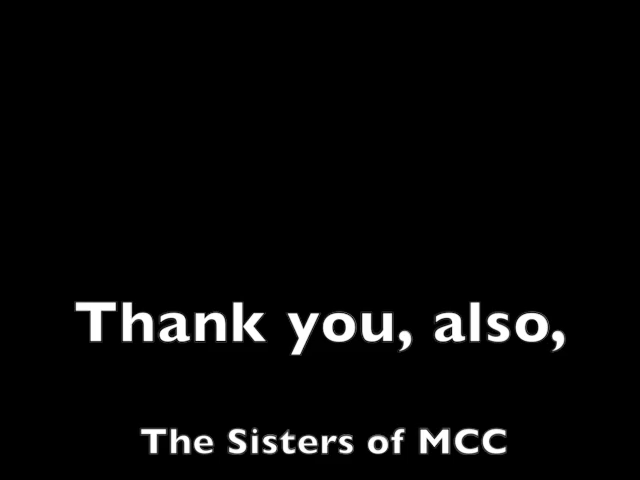 Thank you, also,
The Sisters of MCC